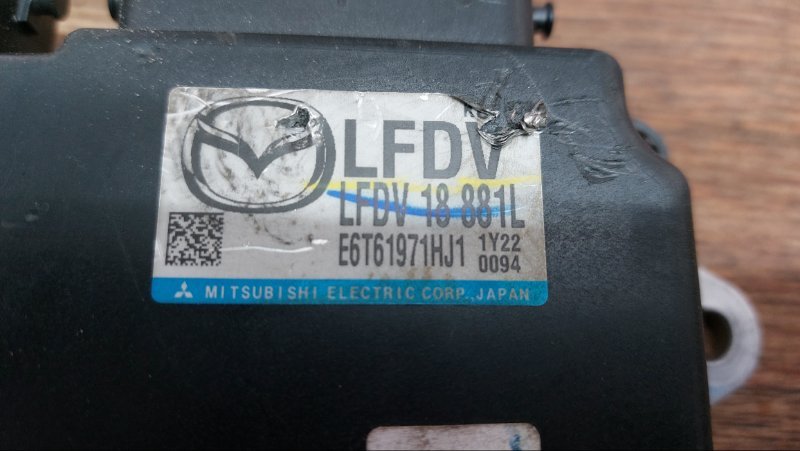 LFDV
LFDV 18 881L
E6T61971HJ1 1Y22
0094
MITSUBISHI ELECTRIC CORP., JAPAN